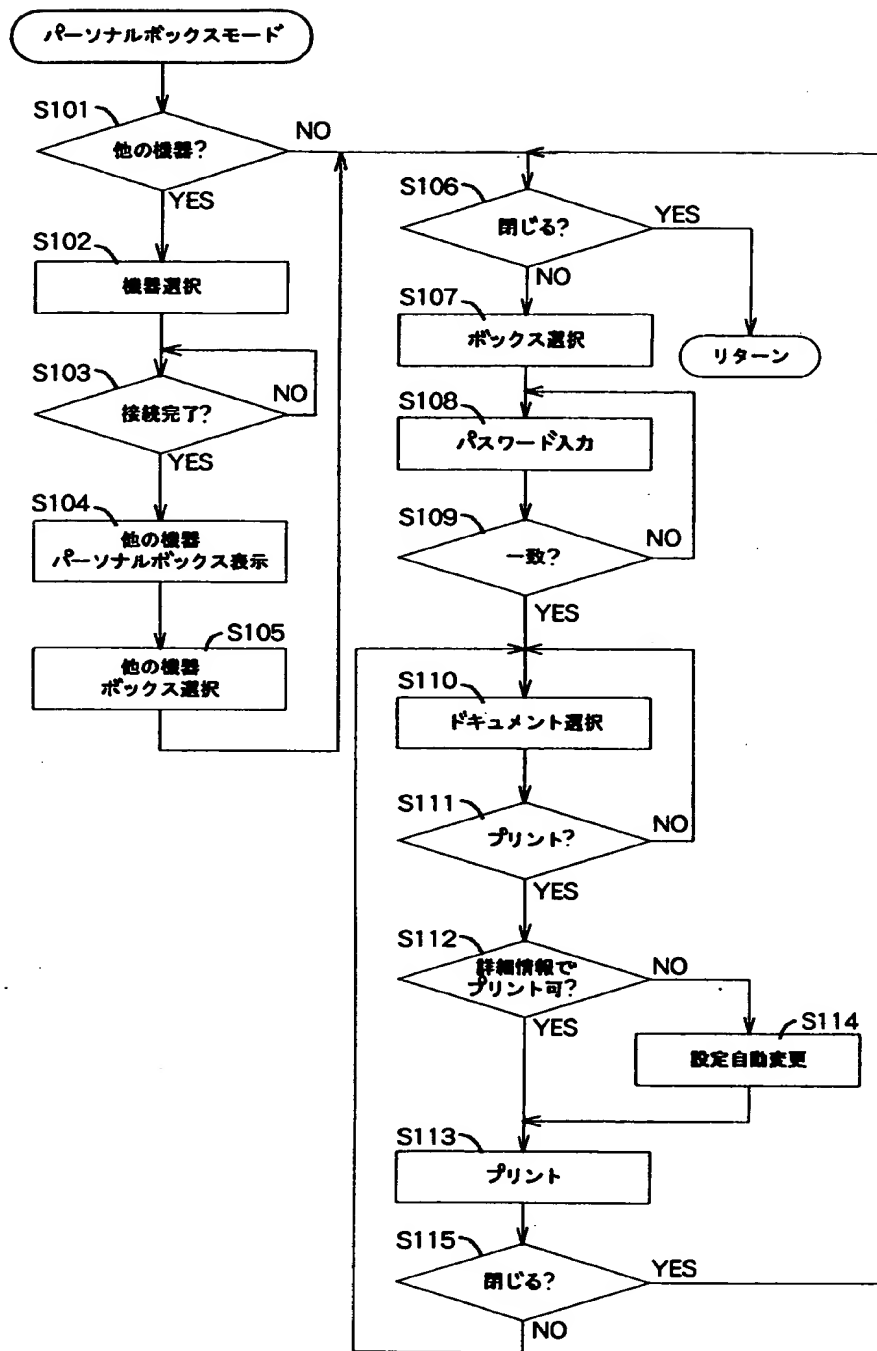 パーソナルボックスモード
S101
他の機器?
NO
YES
S102
機器選択
S103
接続完了?
NO
YES
S104
他の機器
パーソナルボックス表示
S105
他の機器
ボックス選択
S106
閉じる?
YES
NO
リターン
S107
ボックス選択
S108
パスワード入力
S109
一致?
NO
YES
S110
ドキュメント選択
S111
プリント?
NO
YES
S112
詳細情報で
プリント可?
NO
YES
S114
設定自動変更
S113
プリント
S115
閉じる?
YES
NO